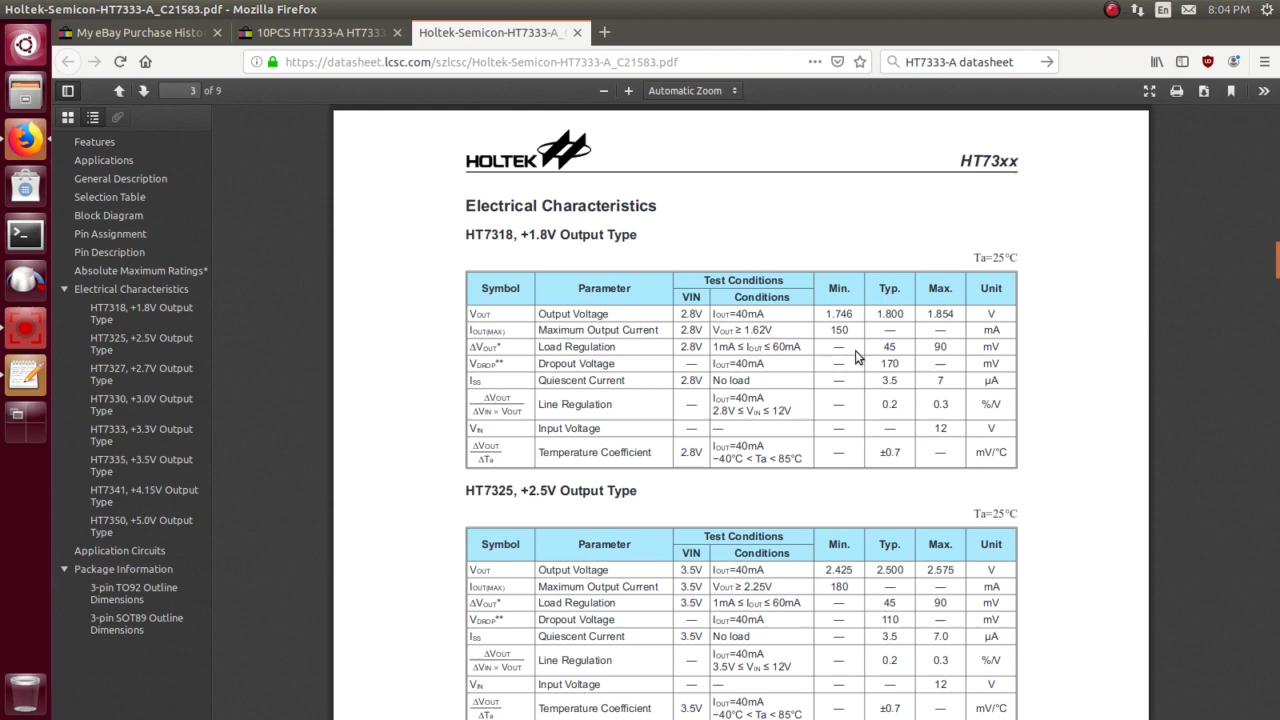 Holtek-Semicon-HT7333-A_C21583.pdf - Mozilla Firefox
En
8:04 PM
My eBay Purchase Histo
10PCS HT7333-A HT7333
Holtek-Semicon-HT7333-A_C
https://datasheet.lcsc.com/szlcsc/Holtek-Semicon-HT7333-A_C21583.pdf
HT7333-A datasheet
3 of 9
Automatic Zoom
Features
Applications
General Description
Selection Table
Block Diagram
Pin Assignment
Pin Description
Absolute Maximum Ratings*
Electrical Characteristics
HT7318, +1.8V Output
Type
HT7325, +2.5V Output
Type
HT7327, +2.7V Output
Type
HT7330, +3.0V Output
Type
HT7333, +3.3V Output
Type
HT7335, +3.5V Output
Type
HT7341, +4.15V Output
Type
HT7350, +5.0V Output
Type
Application Circuits
Package Information
3-pin TO92 Outline
Dimensions
3-pin SOT89 Outline
Dimensions
HOLTEK
HT73xx
Electrical Characteristics
HT7318, +1.8V Output Type
Ta=25°C
Symbol Parameter Test Conditions Min. Typ. Max. Unit
VIN Conditions
VOUT Output Voltage 2.8V IOUT=40mA 1.746 1.800 1.854 V
IOUT(MAX) Maximum Output Current 2.8V VOUT ≥ 1.62V 150 — — mA
ΔVOUT* Load Regulation 2.8V 1mA ≤ IOUT ≤ 60mA — 45 90 mV
VDROP** Dropout Voltage — IOUT=40mA — 170 — mV
ISS Quiescent Current 2.8V No load — 3.5 7 μA
ΔVOUT
ΔVIN × VOUT Line Regulation — IOUT=40mA
2.8V ≤ VIN ≤ 12V — 0.2 0.3 %/V
VIN Input Voltage — — — — 12 V
ΔVOUT
ΔTa Temperature Coefficient 2.8V IOUT=40mA
−40°C < Ta < 85°C — ±0.7 — mV/°C
HT7325, +2.5V Output Type
Ta=25°C
Symbol Parameter Test Conditions Min. Typ. Max. Unit
VIN Conditions
VOUT Output Voltage 3.5V IOUT=40mA 2.425 2.500 2.575 V
IOUT(MAX) Maximum Output Current 3.5V VOUT ≥ 2.25V 180 — — mA
ΔVOUT* Load Regulation 3.5V 1mA ≤ IOUT ≤ 60mA — 45 90 mV
VDROP** Dropout Voltage — IOUT=40mA — 110 — mV
ISS Quiescent Current 3.5V No load — 3.5 7.0 μA
ΔVOUT
ΔVIN × VOUT Line Regulation — IOUT=40mA
3.5V ≤ VIN ≤ 12V — 0.2 0.3 %/V
VIN Input Voltage — — — — 12 V
ΔVOUT
ΔTa Temperature Coefficient 3.5V IOUT=40mA
−40°C < Ta < 85°C — ±0.7 — mV/°C